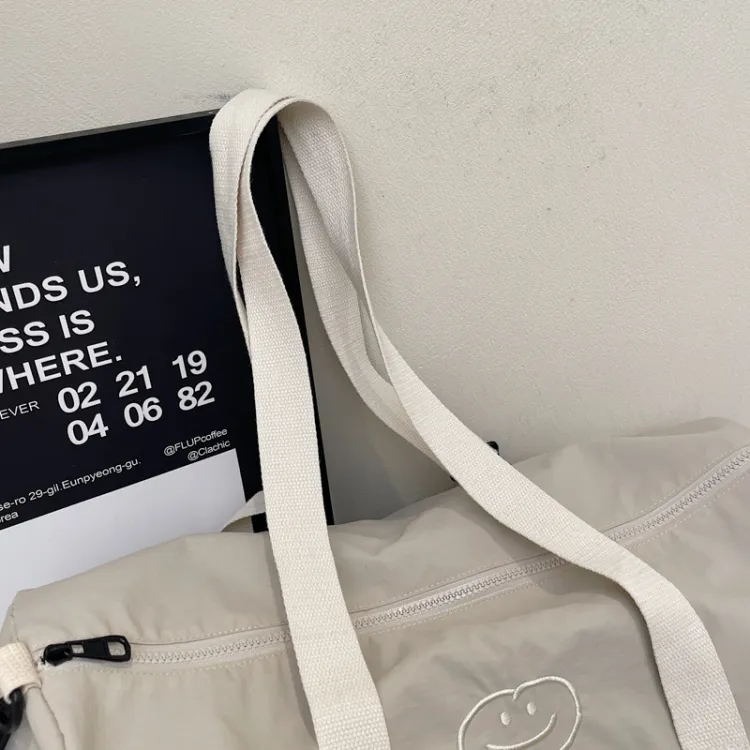 NDS US,
SS IS
WHERE.
EVER
02 21 19
04 06 82
@FLUPcoffee
@Clachic
se-ro 29-gil.Eunpyeong-gu.
rea